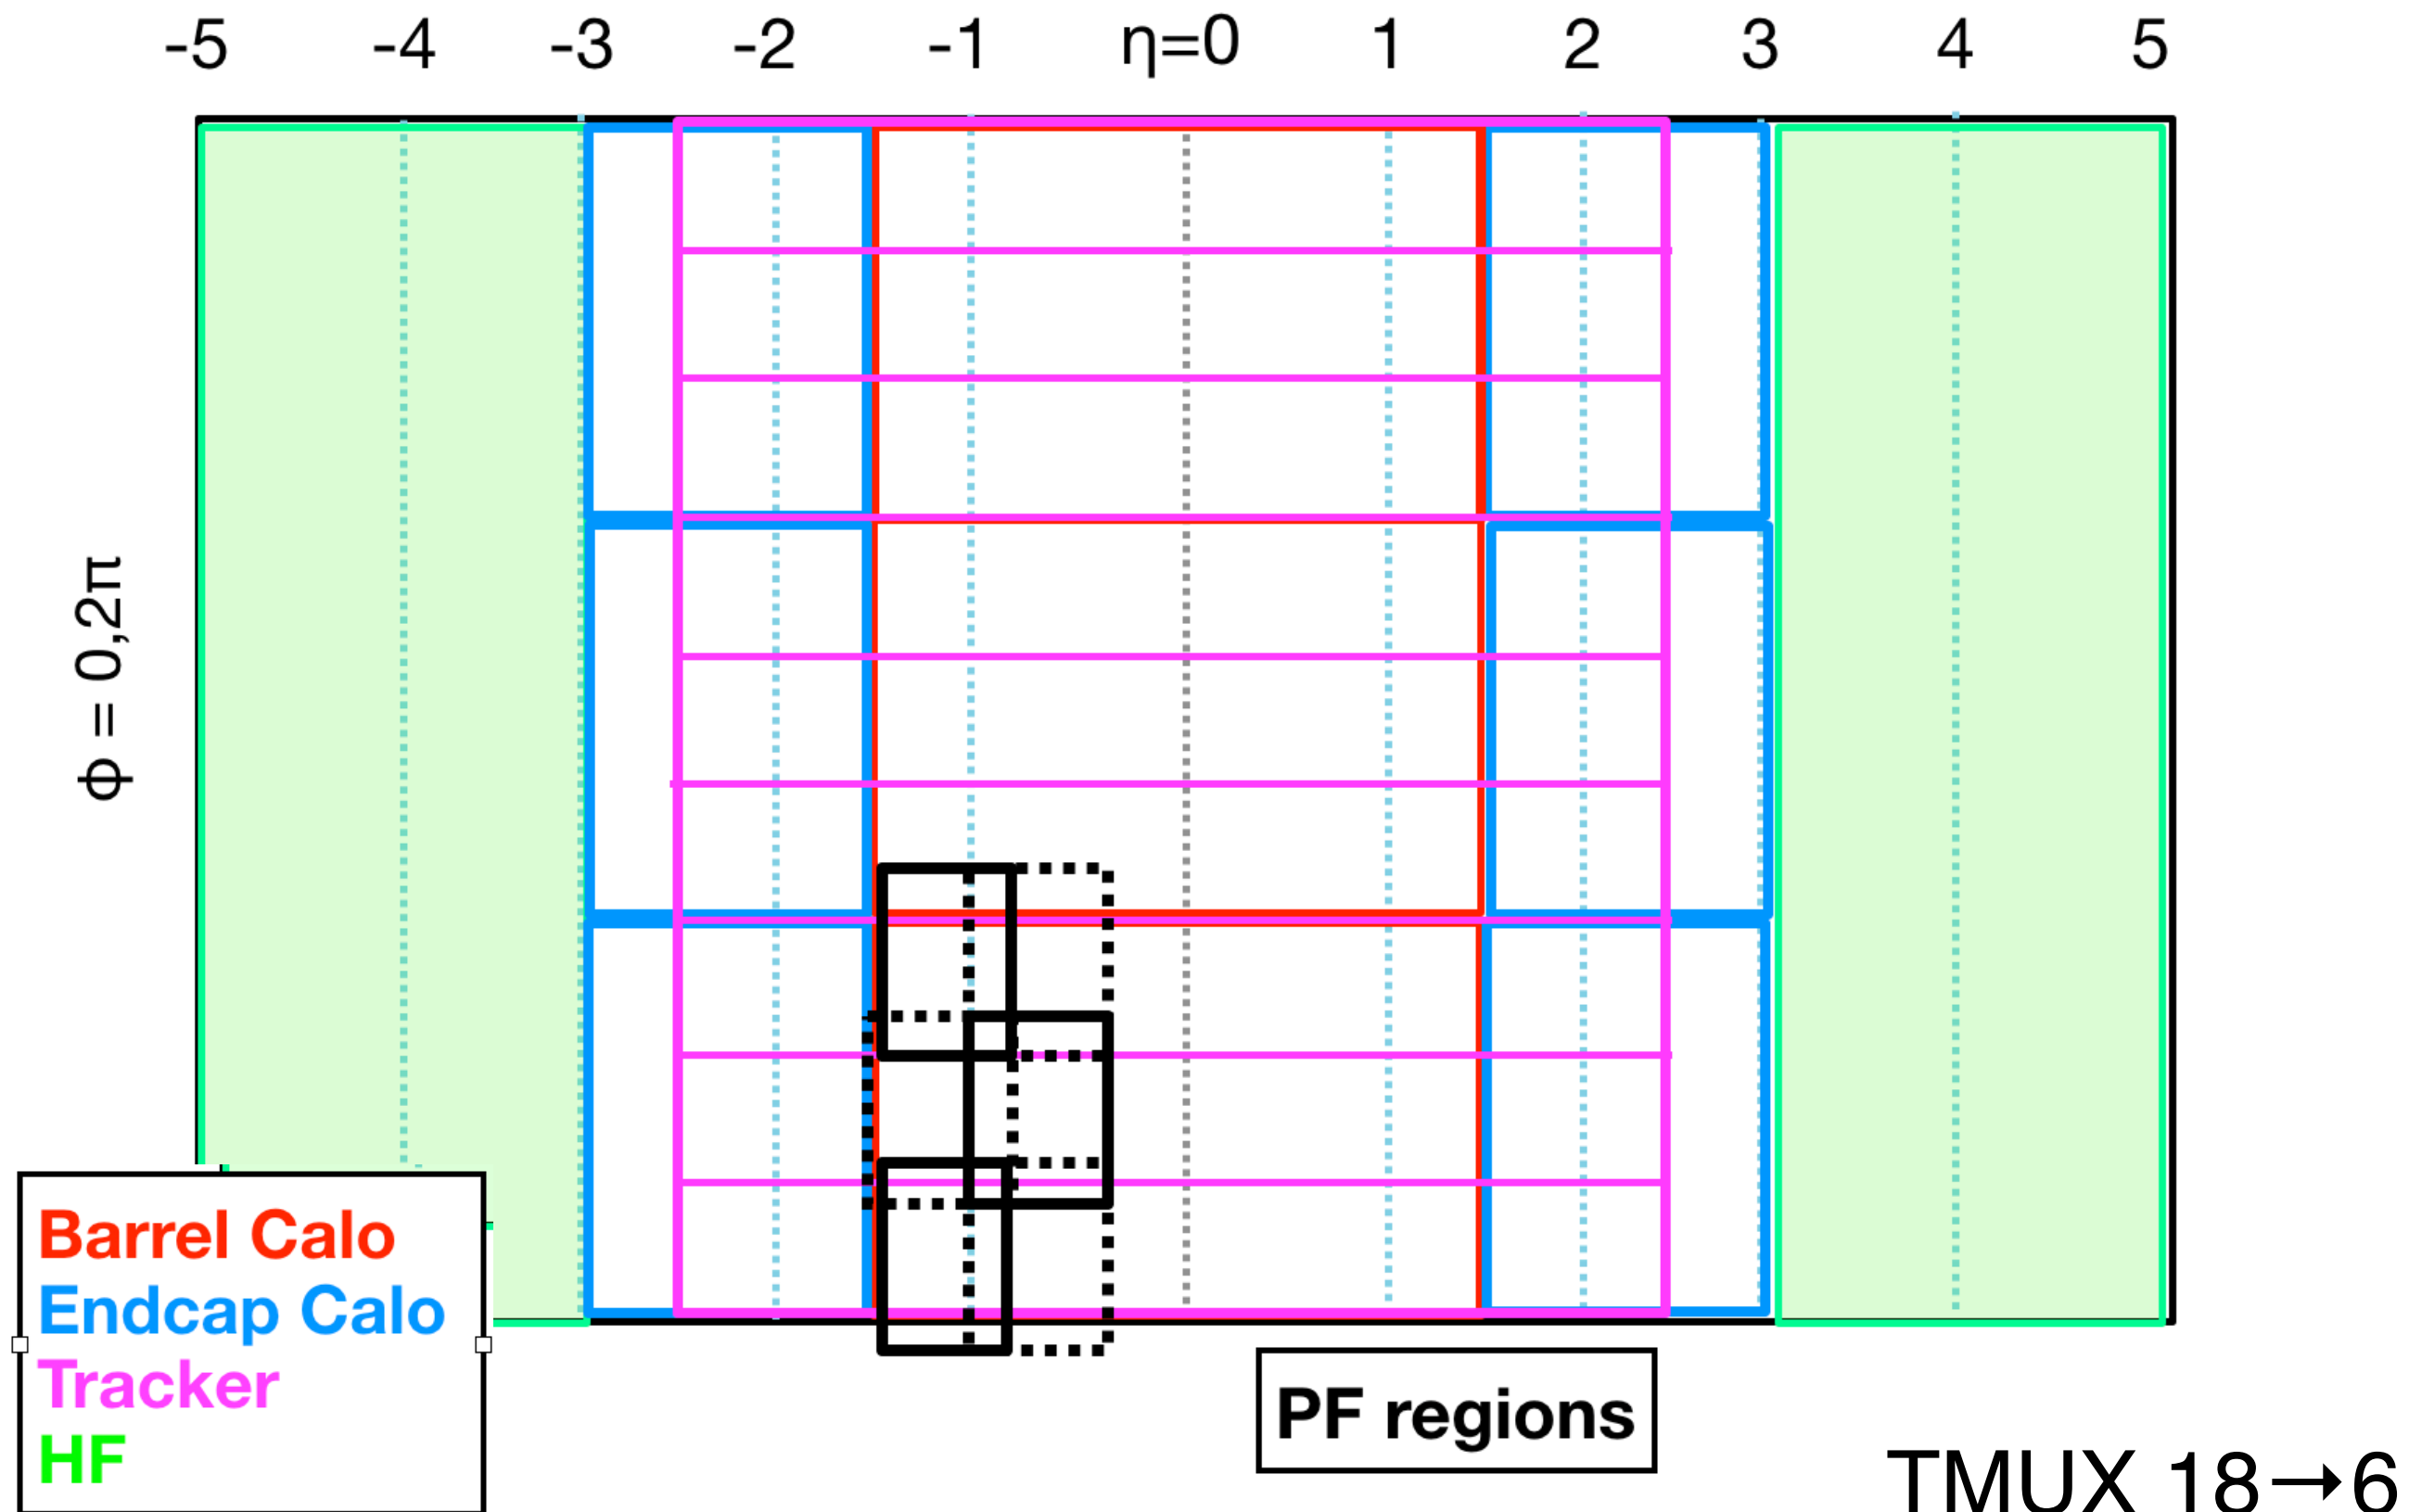 -5 -4 -3 -2 -1 η=0 1 2 3 4 5
ϕ = 0,2π
Barrel Calo
Endcap Calo
Tracker
HF
PF regions
TMUX 18→6